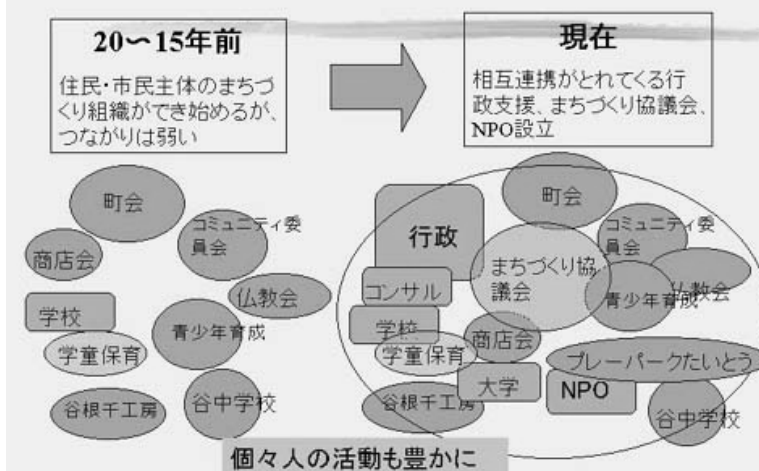 20〜15年前
住民・市民主体のまちづ
くり組織ができ始めるが、
つながりは弱い
現在
相互連携がとれてくる行
政支援、まちづくり協議会、
NPO設立
町会
コミュニティ委
員会
商店会
仏教会
学校
青少年育成
学童保育
谷根千工房
谷中学校
町会
行政
コミュニティ委
員会
まちづくり協
議会
仏教会
コンサル
青少年育成
学校
商店会
学童保育
プレーパークたいとう
大学
NPO
谷根千工房
谷中学校
個々人の活動も豊かに